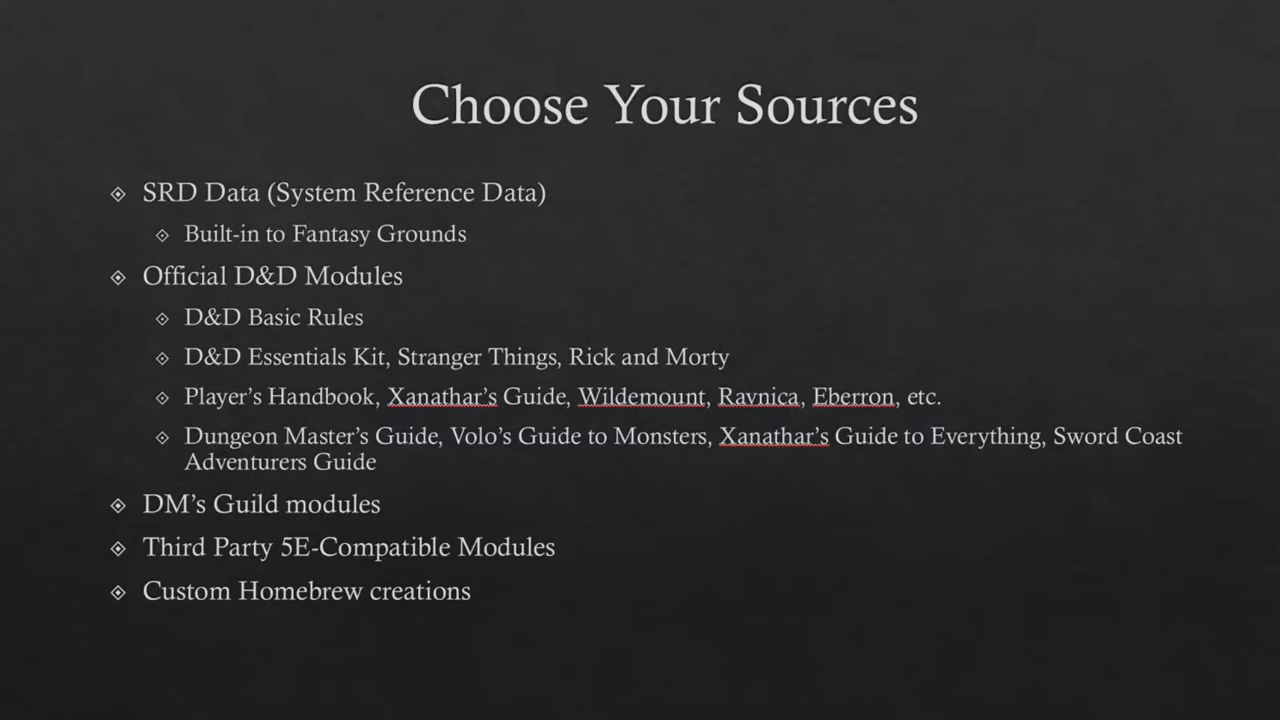 Choose Your Sources
SRD Data (System Reference Data)
Built-in to Fantasy Grounds
Official D&D Modules
D&D Basic Rules
D&D Essentials Kit, Stranger Things, Rick and Morty
Player’s Handbook, Xanathar’s Guide, Wildemount, Ravnica, Eberron, etc.
Dungeon Master’s Guide, Volo’s Guide to Monsters, Xanathar’s Guide to Everything, Sword Coast
Adventurers Guide
DM’s Guild modules
Third Party 5E-Compatible Modules
Custom Homebrew creations